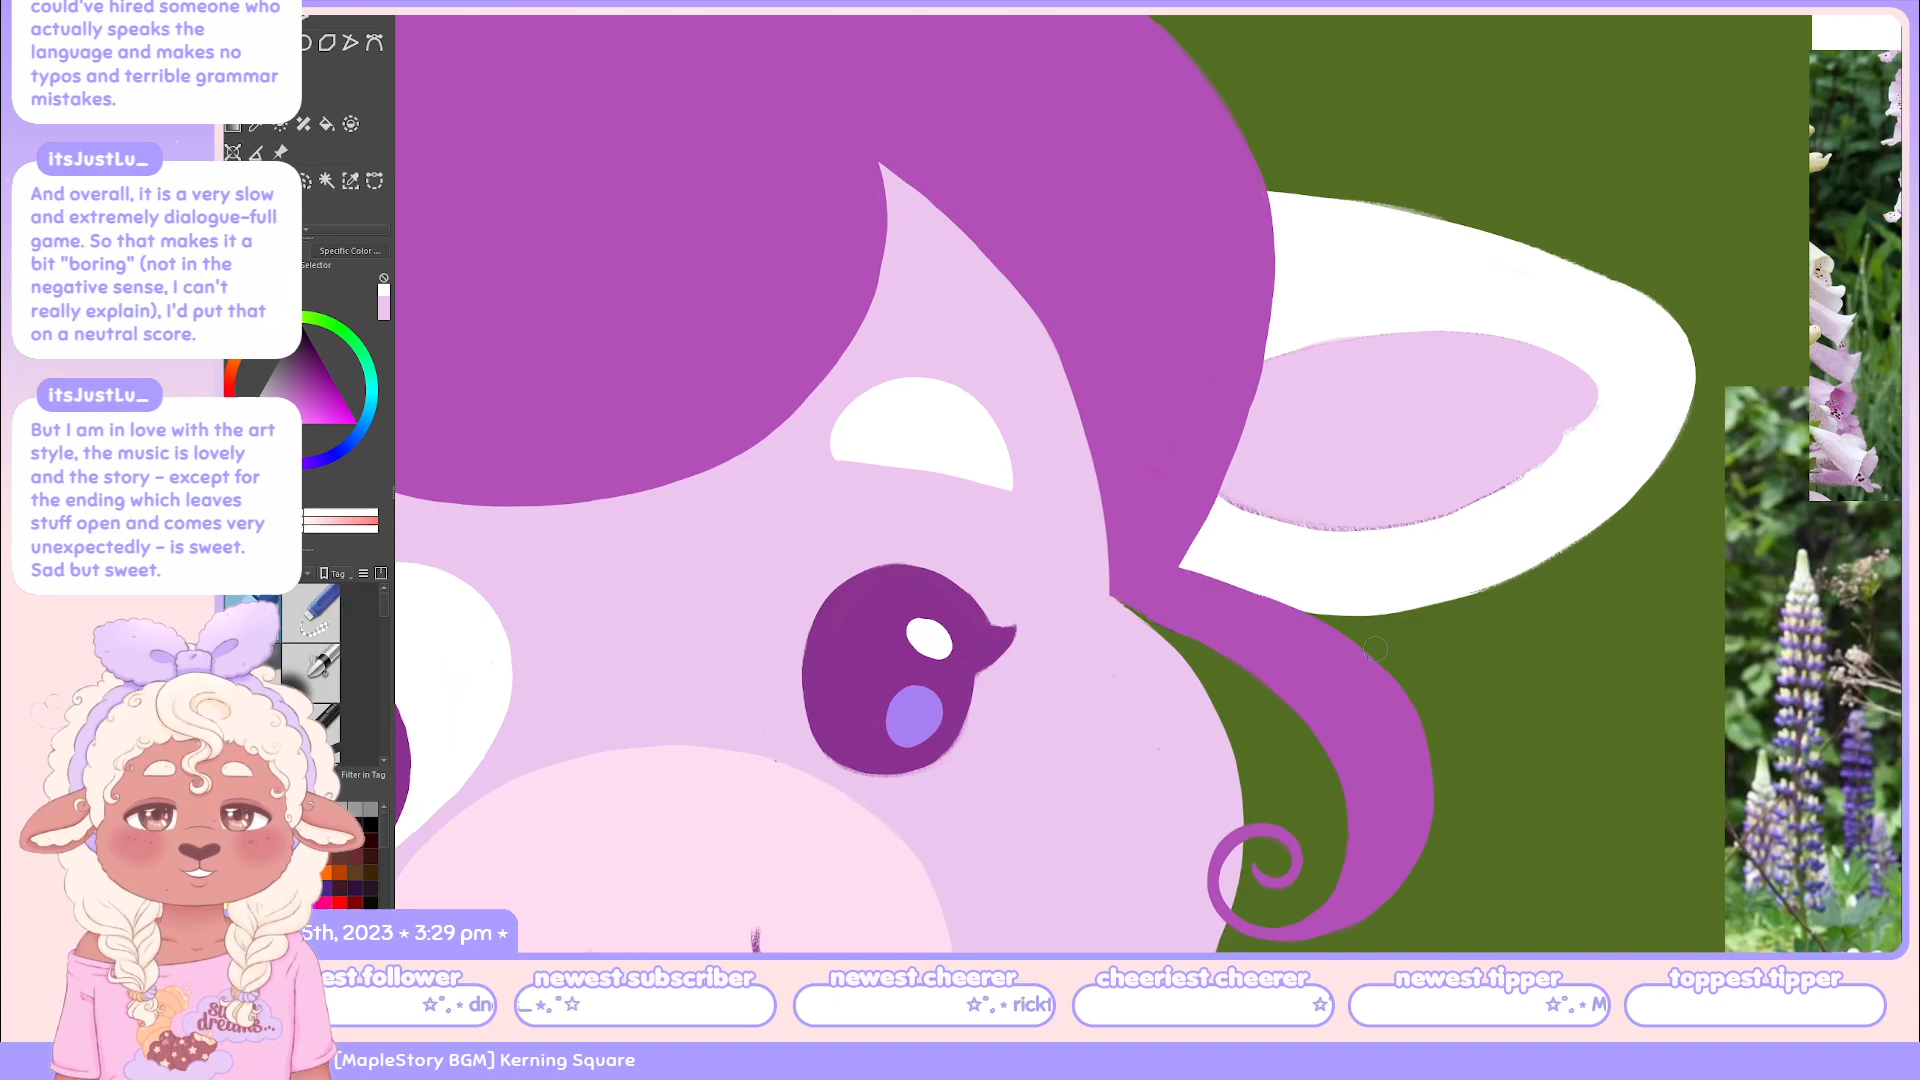 could've hired someone who
actually speaks the
language and makes no
typos and terrible grammar
mistakes.
itsJustLu_
And overall, it is a very slow
and extremely dialogue-full
game. So that makes it a
bit "boring" (not in the
negative sense, I can't
really explain), I'd put that
on a neutral score.
itsJustLu_
But I am in love with the art
style, the music is lovely
and the story - except for
the ending which leaves
stuff open and comes very
unexpectedly - is sweet.
Sad but sweet.
Specific Color ...
Selector
Tag
Filter in Tag
5th, 2023 ⋆ 3:29 pm ⋆
est follower
newest subscriber
newest cheerer
cheeriest cheerer
newest tipper
toppest tipper
☆°｡⋆ dn
_ ⋆.°☆
☆°｡⋆ rick
☆
☆°｡⋆ M
dreams...
[MapleStory BGM] Kerning Square